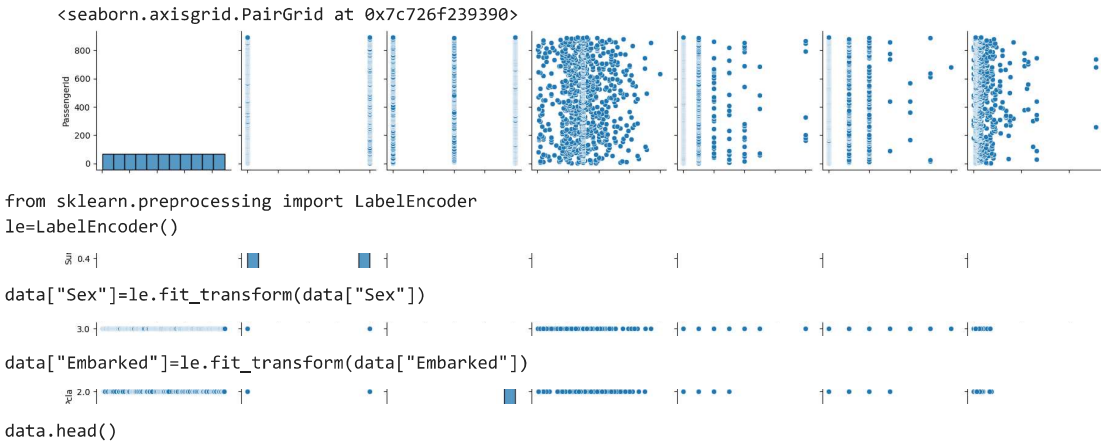 <seaborn.axisgrid.PairGrid at 0x7c726f239390>
800
600
400
200
0
PassengerId
from sklearn.preprocessing import LabelEncoder
le=LabelEncoder()
0.4
Sur
data["Sex"]=le.fit_transform(data["Sex"])
3.0
data["Embarked"]=le.fit_transform(data["Embarked"])
2.0
Pcla
data.head()